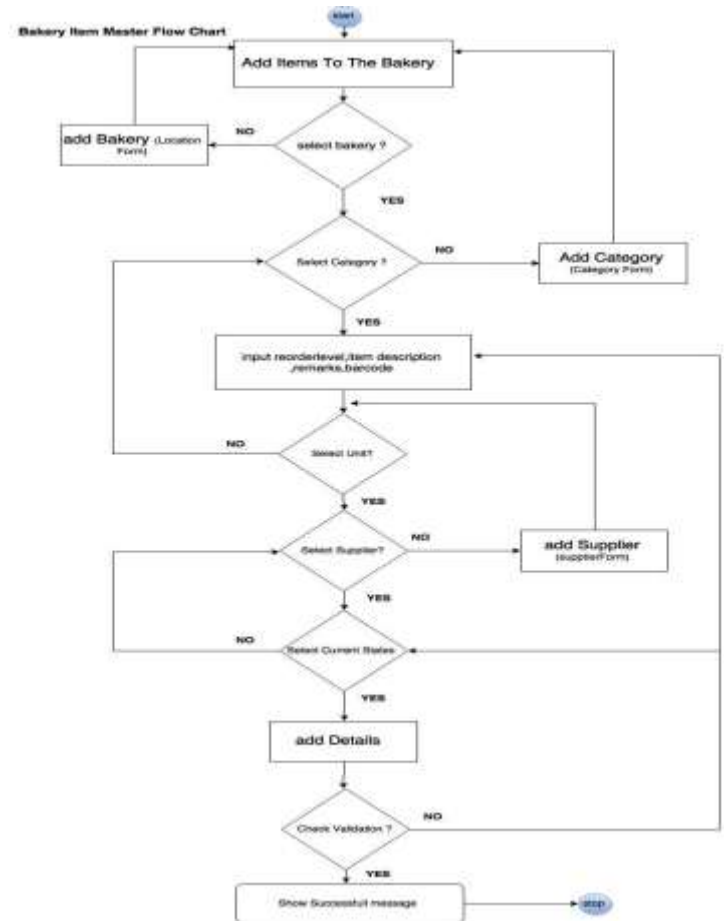 start
Bakery Item Master Flow Chart
Add Items To The Bakery
add Bakery (Location
Form)
NO
select bakery ?
YES
Select Category ?
NO
Add Category
(Category Form)
YES
input reorderlevel,item description
,remarks,barcode
NO
Select Unit?
YES
Select Supplier?
NO
add Supplier
(supplierForm)
YES
NO
Select Current States
YES
add Details
Check Validation ?
NO
YES
Show Successfull message
stop